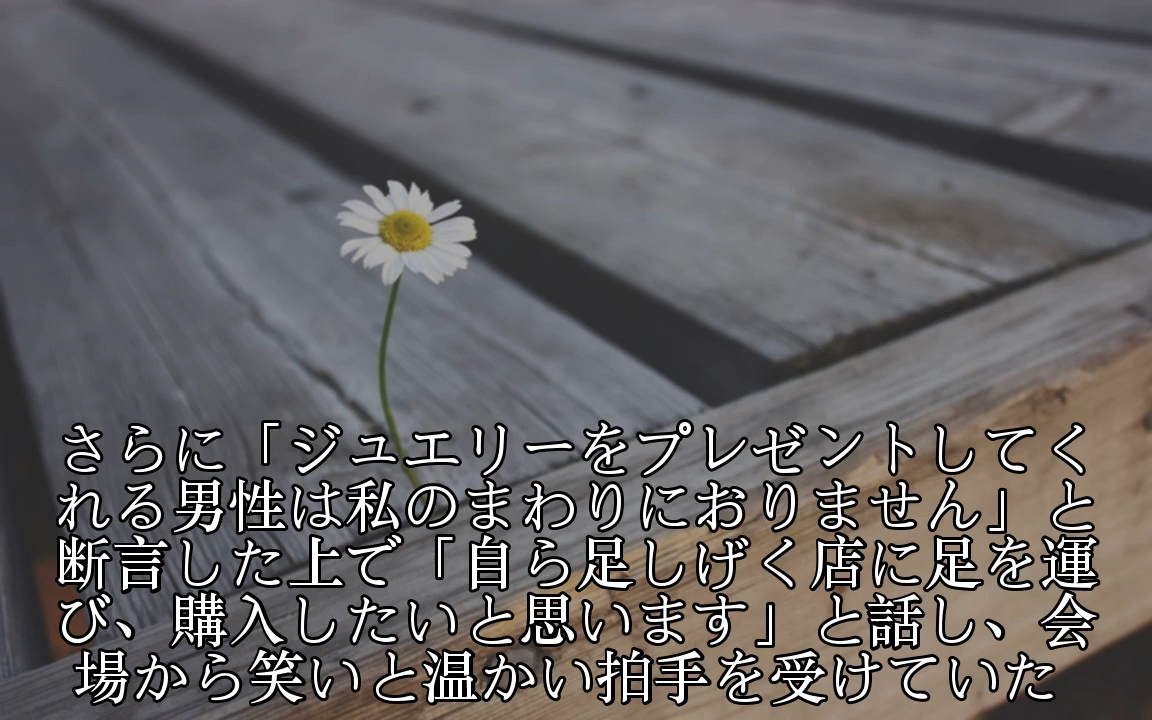 さらに「ジュエリーをプレゼントしてく
れる男性は私のまわりにおりません」と
断言した上で「自ら足しげく店に足を運
び、購入したいと思います」と話し、会
場から笑いと温かい拍手を受けていた